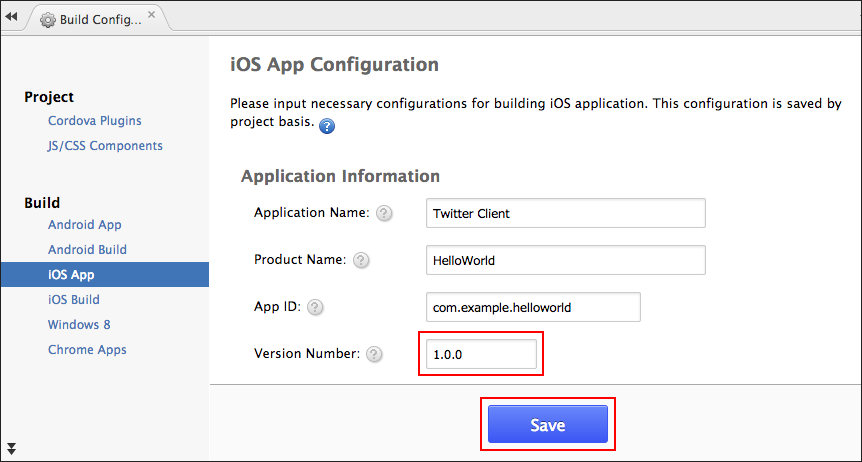 Build Config...
Project
Cordova Plugins
JS/CSS Components
Build
Android App
Android Build
iOS App
iOS Build
Windows 8
Chrome Apps
iOS App Configuration
Please input necessary configurations for building iOS application. This configuration is saved by
project basis. ?
Application Information
Application Name: ? Twitter Client
Product Name: ? HelloWorld
App ID: ? com.example.helloworld
Version Number: ? 1.0.0
Save